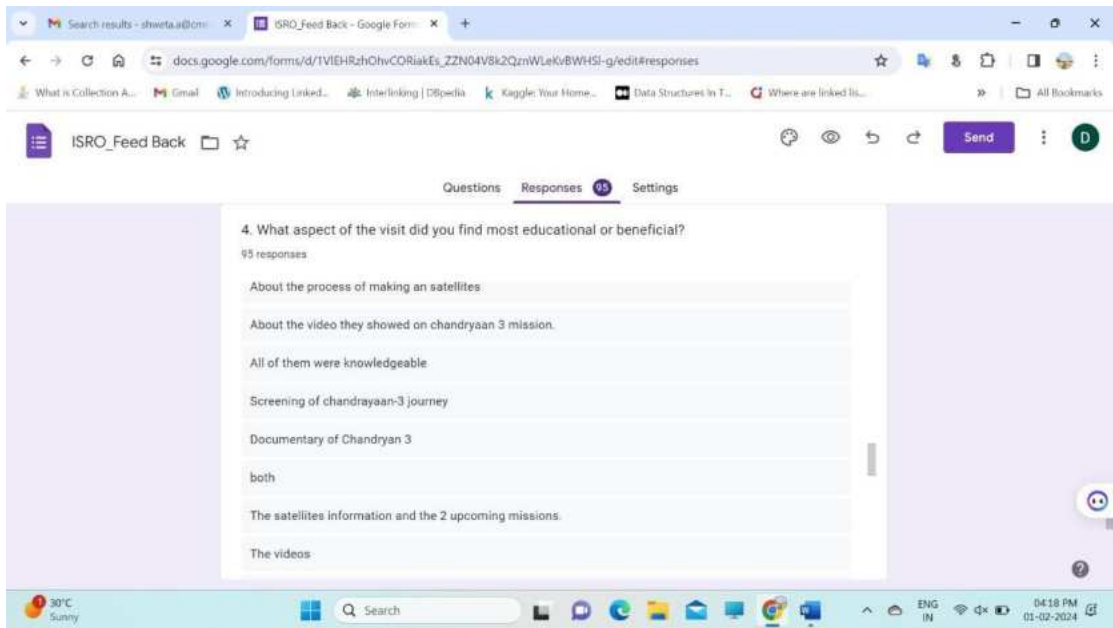 Search results - shweta.a@cmr
ISRO_Feed Back - Google Form
docs.google.com/forms/d/1VIEHRzhOhvCORiakEs_ZZN04V8k2QznWLeKvBWHSI-g/edit#responses
What is Collection A... Gmail Introducing Linked... Interlinking | DBpedia Kaggle: Your Home... Data Structures in T... Where are linked lis... All Bookmarks
ISRO_Feed Back
Send
D
Questions Responses 95 Settings
4. What aspect of the visit did you find most educational or beneficial?
95 responses
About the process of making an satellites
About the video they showed on chandryaan 3 mission.
All of them were knowledgeable
Screening of chandrayaan-3 journey
Documentary of Chandryan 3
both
The satellites information and the 2 upcoming missions.
The videos
1
30°C
Sunny
Search
ENG
IN
04:18 PM
01-02-2024